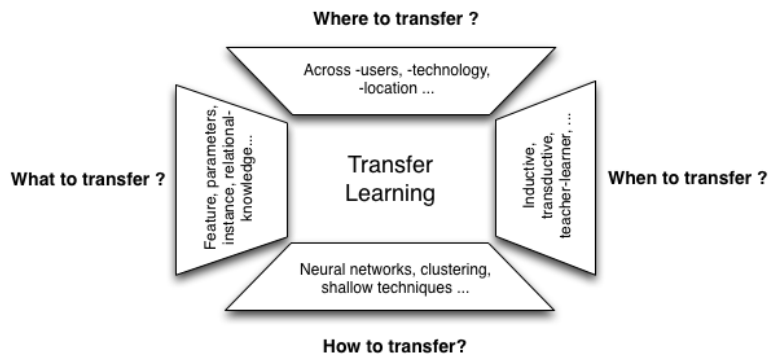 Where to transfer ?
Across -users, -technology,
-location ...
What to transfer ?
Feature, parameters,
instance, relational-
knowledge...
Transfer
Learning
Inductive,
transductive,
teacher-learner, ...
When to transfer ?
Neural networks, clustering,
shallow techniques ...
How to transfer?